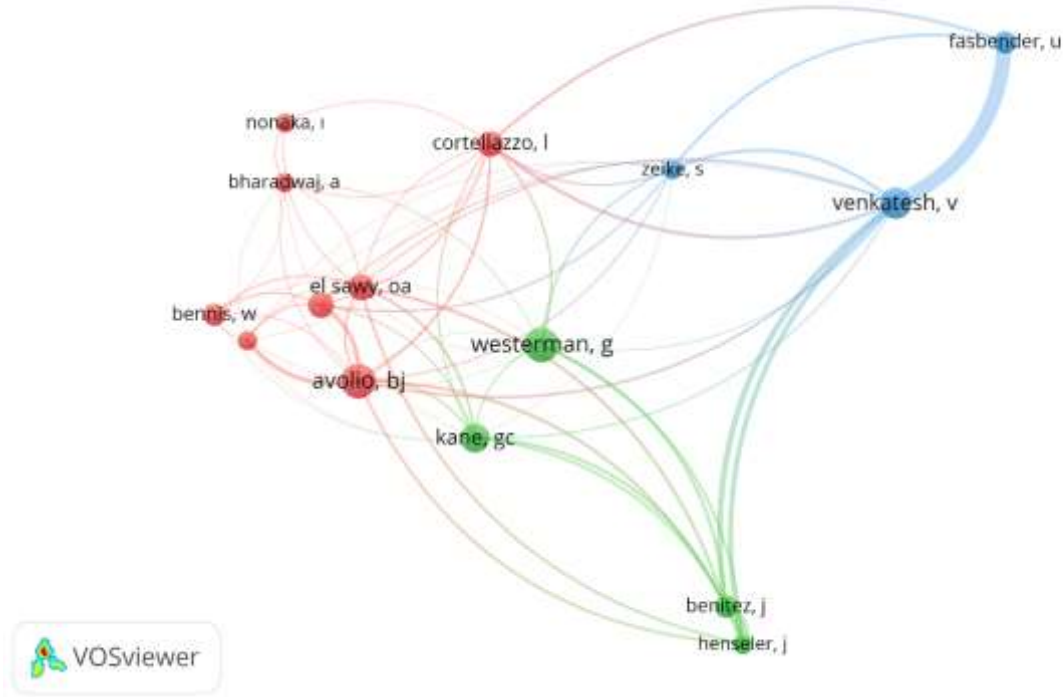 fasbender, u
nonaka, ı
cortellazzo, l
zeike, s
bharadwaj, a
venkatesh, v
el sawy, oa
bennis, w
westerman, g
avolio, bj
kane, gc
benitez, j
henseler, j
VOSviewer